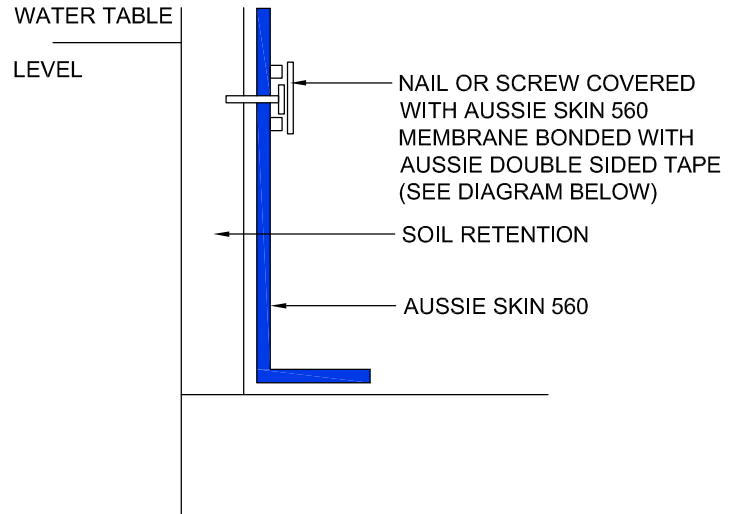 WATER TABLE
LEVEL
NAIL OR SCREW COVERED
WITH AUSSIE SKIN 560
MEMBRANE BONDED WITH
AUSSIE DOUBLE SIDED TAPE
(SEE DIAGRAM BELOW)
SOIL RETENTION
AUSSIE SKIN 560